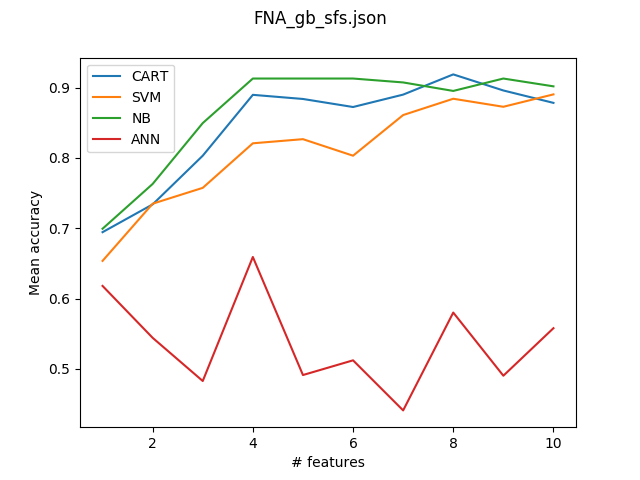 FNA_gb_sfs.json
CART
SVM
NB
ANN
0.9
0.8
0.7
0.6
0.5
Mean accuracy
2
4
6
8
10
# features